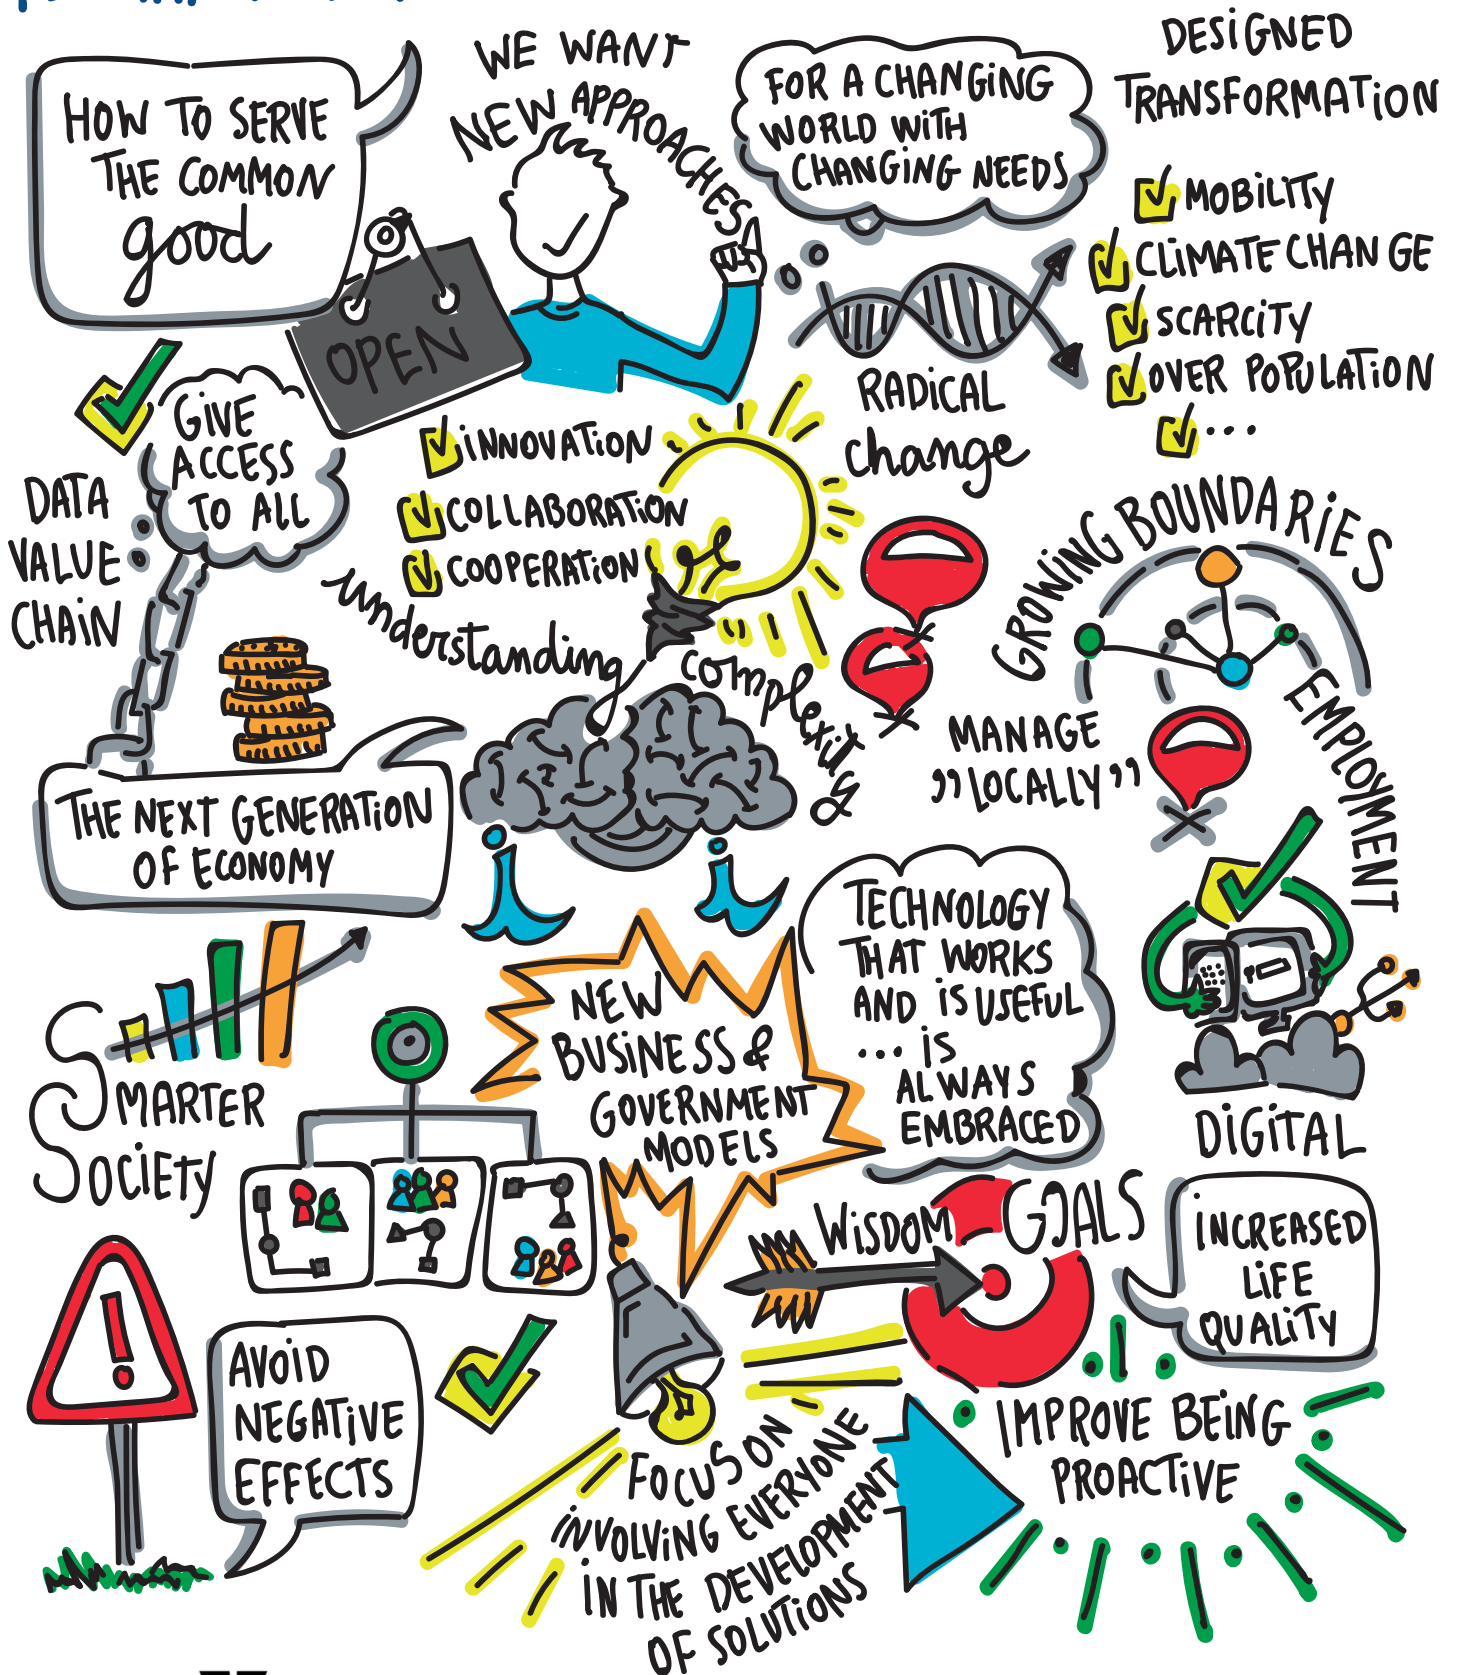 HOW TO SERVE
THE COMMON
good
WE WANT
NEW APPROACHES
FOR A CHANGING
WORLD WITH
CHANGING NEEDS
DESIGNED
TRANSFORMATION
MOBILITY
CLIMATE CHANGE
SCARCITY
OVER POPULATION
...
OPEN
RADICAL
change
GIVE
ACCESS
TO ALL
DATA
VALUE
CHAIN
INNOVATION
COLLABORATION
COOPERATION
understanding
complexity
GROWING BOUNDARIES
EMPLOYMENT
MANAGE
"LOCALLY"
THE NEXT GENERATION
OF ECONOMY
SMARTER
SOCIETY
NEW
BUSINESS &
GOVERNMENT
MODELS
TECHNOLOGY
THAT WORKS
AND IS USEFUL
... IS
ALWAYS
EMBRACED
DIGITAL
WISDOM
GOALS
INCREASED
LIFE
QUALITY
AVOID
NEGATIVE
EFFECTS
FOCUS ON
INVOLVING EVERYONE
IN THE DEVELOPMENT
OF SOLUTIONS
IMPROVE BEING
PROACTIVE